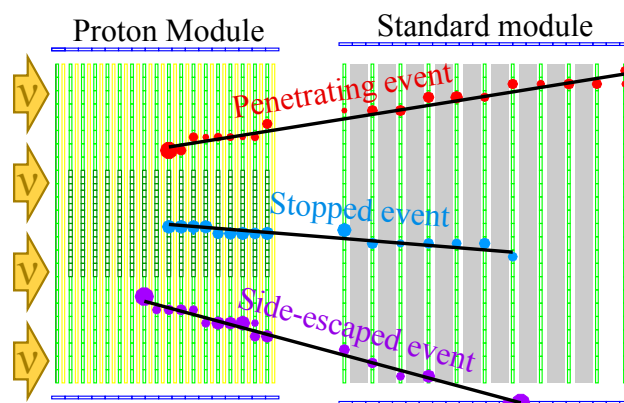 Proton Module
Standard module
ν
Penetrating event
ν
Stopped event
ν
Side-escaped event
ν